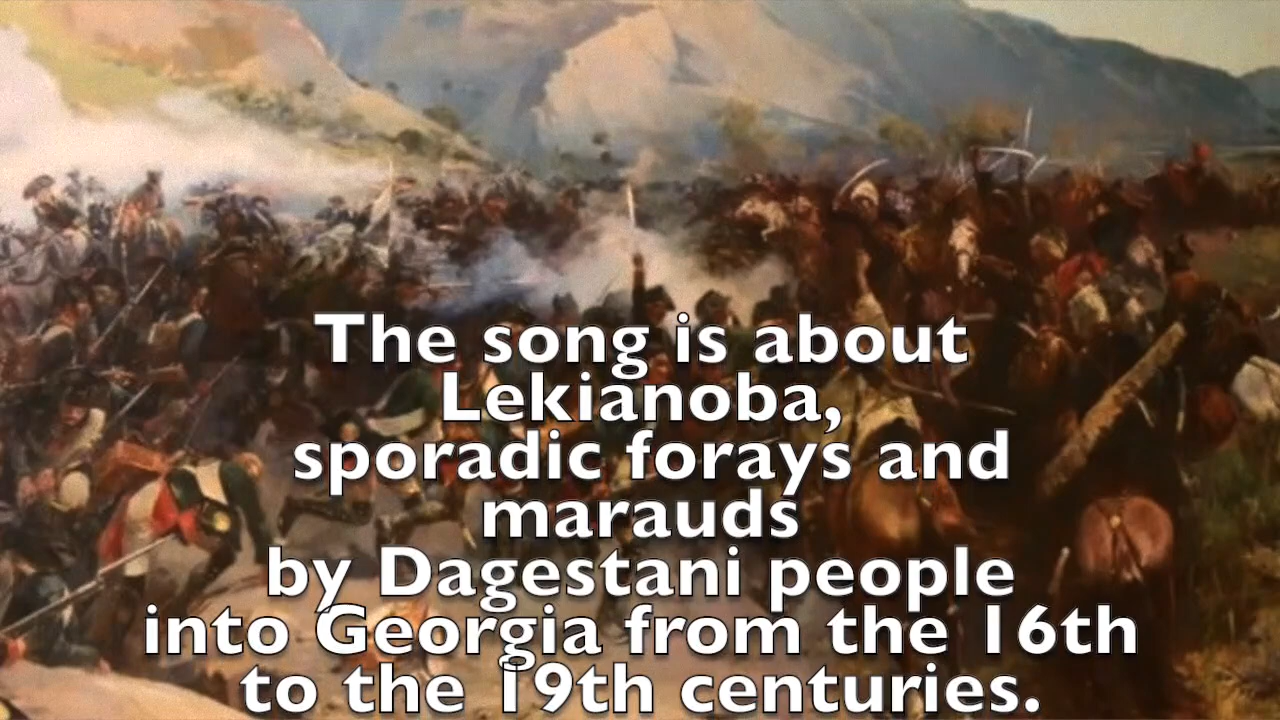 The song is about
Lekianoba,
sporadic forays and
marauds
by Dagestani people
into Georgia from the 16th
to the 19th centuries.